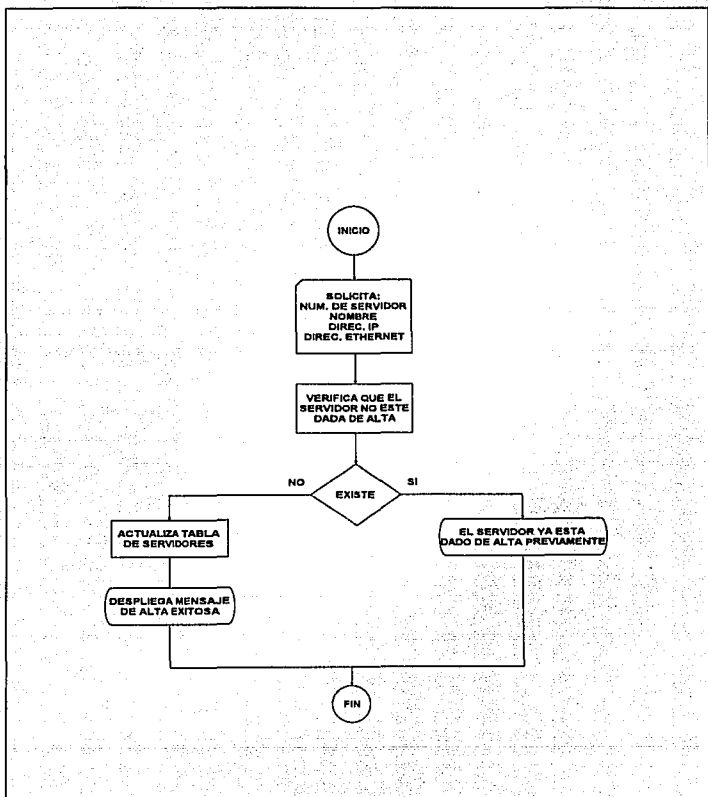 INICIO
SOLICITA:
NUM. DE SERVIDOR
NOMBRE
DIREC. IP
DIREC. ETHERNET
VERIFICA QUE EL
SERVIDOR NO ESTE
DADA DE ALTA
EXISTE
NO
SI
ACTUALIZA TABLA
DE SERVIDORES
DESPLIEGA MENSAJE
DE ALTA EXITOSA
EL SERVIDOR YA ESTA
DADO DE ALTA PREVIAMENTE
FIN